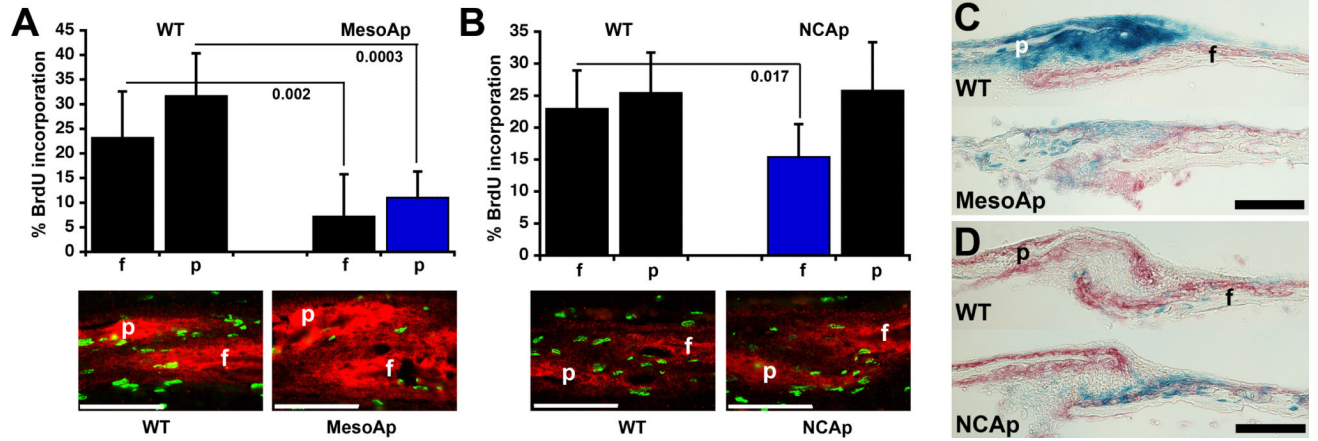 A
WT
MesoAp
% BrdU incorporation
45
40
35
30
25
20
15
10
5
0
0.0003
0.002
f
p
f
p
p
f
p
f
WT
MesoAp
B
WT
NCAp
% BrdU incorporation
35
30
25
20
15
10
5
0
0.017
f
p
f
p
f
p
f
p
WT
NCAp
C
p
f
WT
MesoAp
D
p
f
WT
NCAp